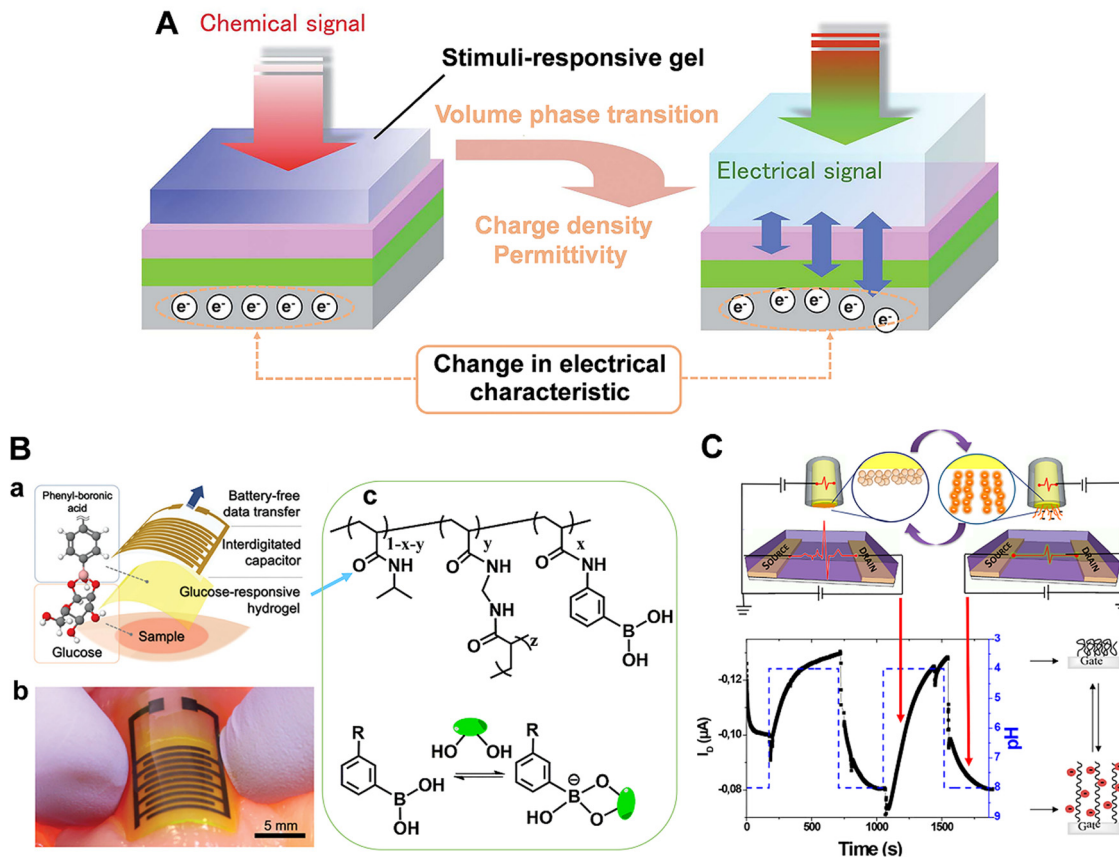 A
Chemical signal
Stimuli-responsive gel
Volume phase transition
Electrical signal
Charge density
Permittivity
e- e- e- e- e-
e- e- e- e- e-
Change in electrical
characteristic
B
a
Phenyl-boronic
acid
Battery-free
data transfer
Interdigitated
capacitor
Glucose-responsive
hydrogel
Sample
Glucose
b
5 mm
c
1-x-y
y
x
O
NH
O
NH
O
NH
NH
O
z
B
OH
OH
R
B
OH
OH
HO
OH
R
B
⊖
HO
O
O
C
SOURCE
DRAIN
SOURCE
DRAIN
-0,12
-0,10
-0,08
I_D (µA)
0
500
1000
1500
Time (s)
3
4
5
6
7
8
9
pH
Gate
Gate